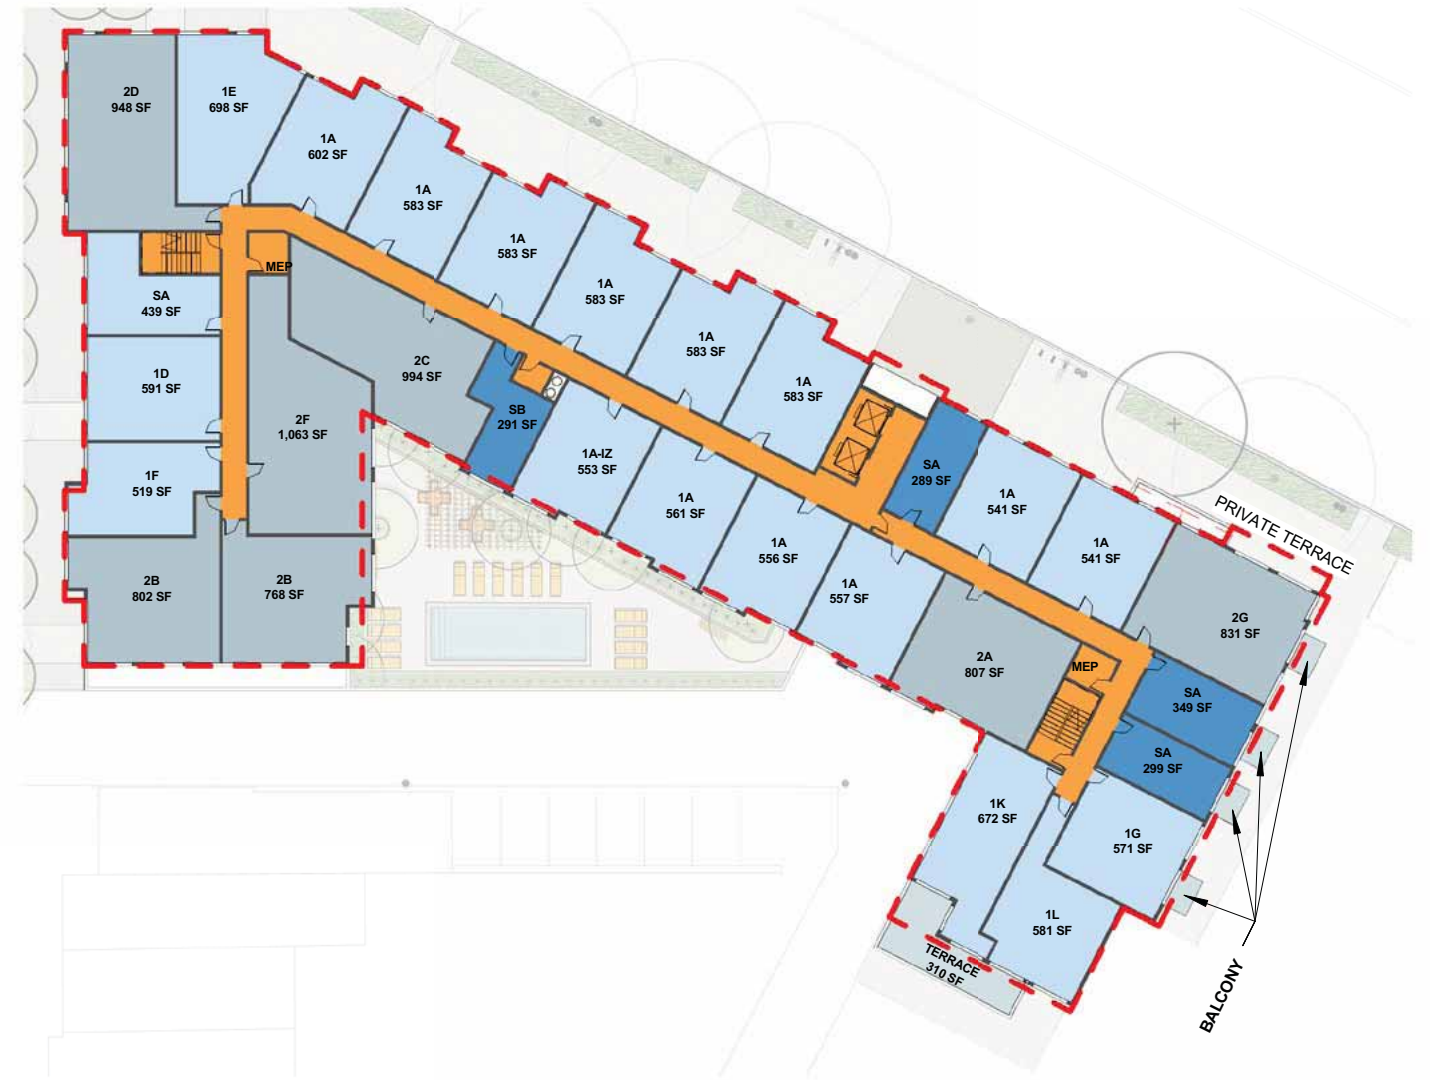 2D
948 SF
1E
698 SF
1A
602 SF
1A
583 SF
1A
583 SF
1A
583 SF
1A
583 SF
1A
583 SF
MEP
SA
439 SF
1D
591 SF
1F
519 SF
2B
802 SF
2B
768 SF
2F
1,063 SF
2C
994 SF
SB
291 SF
1A-IZ
553 SF
1A
561 SF
1A
556 SF
1A
557 SF
2A
807 SF
SA
289 SF
1A
541 SF
1A
541 SF
PRIVATE TERRACE
2G
831 SF
MEP
SA
349 SF
SA
299 SF
1K
672 SF
1G
571 SF
1L
581 SF
TERRACE
310 SF
BALCONY